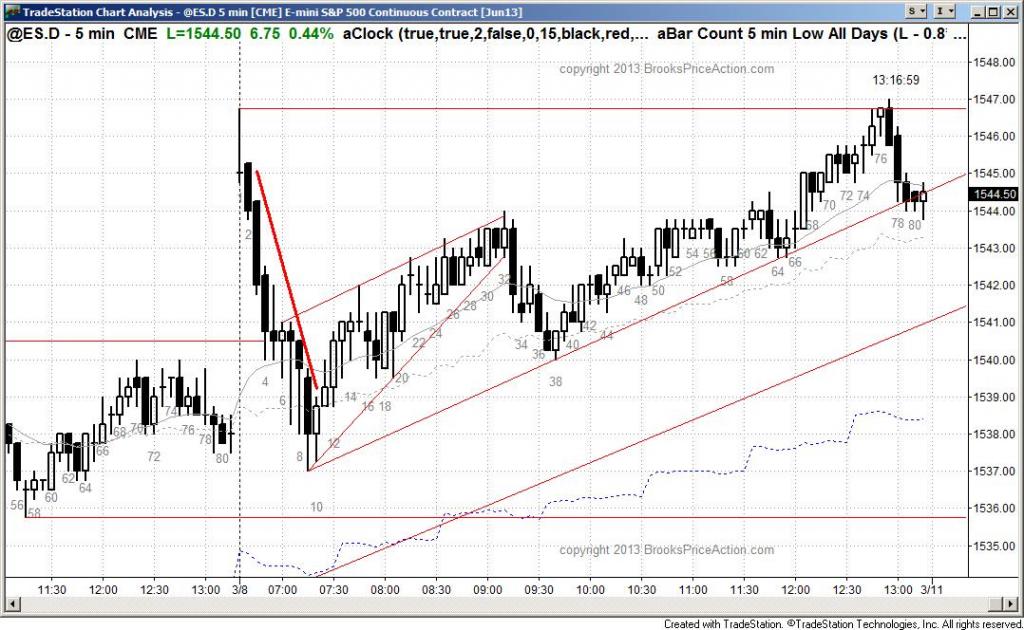 TradeStation Chart Analysis - @ES.D 5 min [CME] E-mini S&P 500 Continuous Contract [Jun13]
S I
@ES.D - 5 min CME L=1544.50 6.75 0.44% aClock (true,true,2,false,0,15,black,red,... aBar Count 5 min Low All Days (L - 0.8 ...
copyright 2013 BrooksPriceAction.com
13:16:59
1548.00
1547.00
1546.00
1545.00
1544.50
1544.00
1543.00
1542.00
1541.00
1540.00
1539.00
1538.00
1537.00
1536.00
1535.00
56 58 60 62 64 66 68 70 72 74 76 78 80
2 4 6 8 10 12 14 16 18 20 22 24 26 28 30 32 34 36 38 40 42 44 46 48 50 52 54 56 58 60 62 64 66 68 70 72 74 76 78 80
copyright 2013 BrooksPriceAction.com
11:30 12:00 12:30 13:00 3/8 07:00 07:30 08:00 08:30 09:00 09:30 10:00 10:30 11:00 11:30 12:00 12:30 13:00 3/11
Created with TradeStation. ©TradeStation Technologies, Inc. All rights reserved.